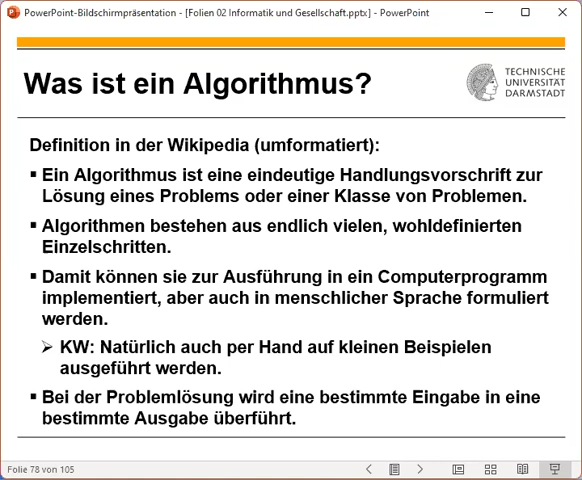 PowerPoint-Bildschirmpräsentation - [Folien 02 Informatik und Gesellschaft.pptx] - PowerPoint
Was ist ein Algorithmus?
TECHNISCHE
UNIVERSITÄT
DARMSTADT
Definition in der Wikipedia (umformatiert):
▪ Ein Algorithmus ist eine eindeutige Handlungsvorschrift zur
Lösung eines Problems oder einer Klasse von Problemen.
▪ Algorithmen bestehen aus endlich vielen, wohldefinierten
Einzelschritten.
▪ Damit können sie zur Ausführung in ein Computerprogramm
implementiert, aber auch in menschlicher Sprache formuliert
werden.
➢ KW: Natürlich auch per Hand auf kleinen Beispielen
ausgeführt werden.
▪ Bei der Problemlösung wird eine bestimmte Eingabe in eine
bestimmte Ausgabe überführt.
Folie 78 von 105